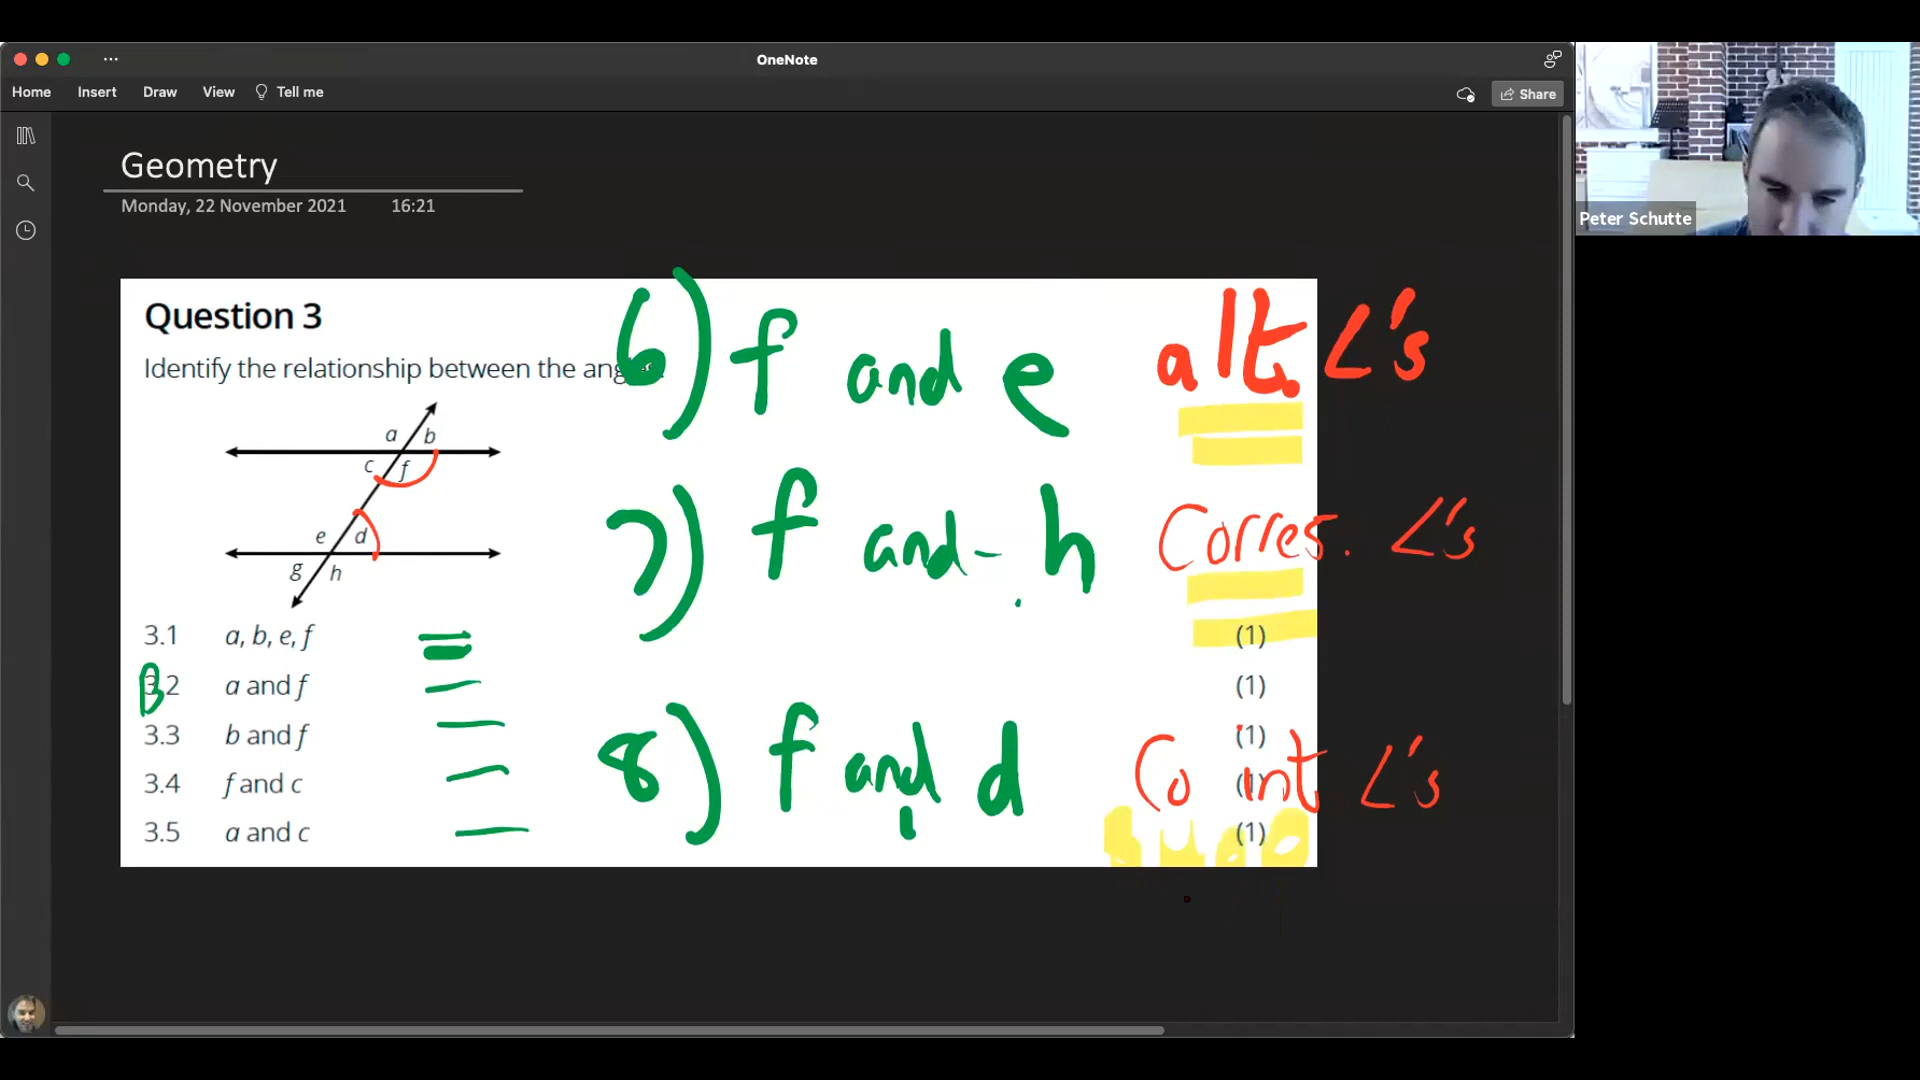 OneNote
Home Insert Draw View Tell me
Share
Peter Schutte
Geometry
Monday, 22 November 2021 16:21
Question 3
Identify the relationship between the
a b
c f
e d
g h
6) f and e alt. ∠'s
7) f and h Corres. ∠'s
8) f and d Co int ∠'s
3.1 a, b, e, f = (1)
3.2 a and f (1)
3.3 b and f (1)
3.4 f and c (1)
3.5 a and c (1)